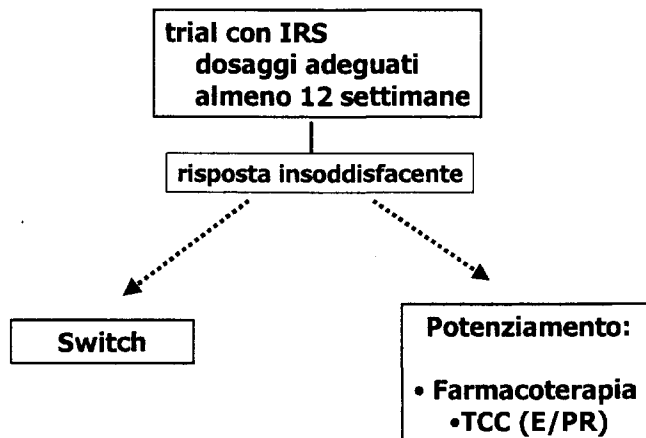 trial con IRS
dosaggi adeguati
almeno 12 settimane
risposta insoddisfacente
Switch
Potenziamento:
• Farmacoterapia
•TCC (E/PR)